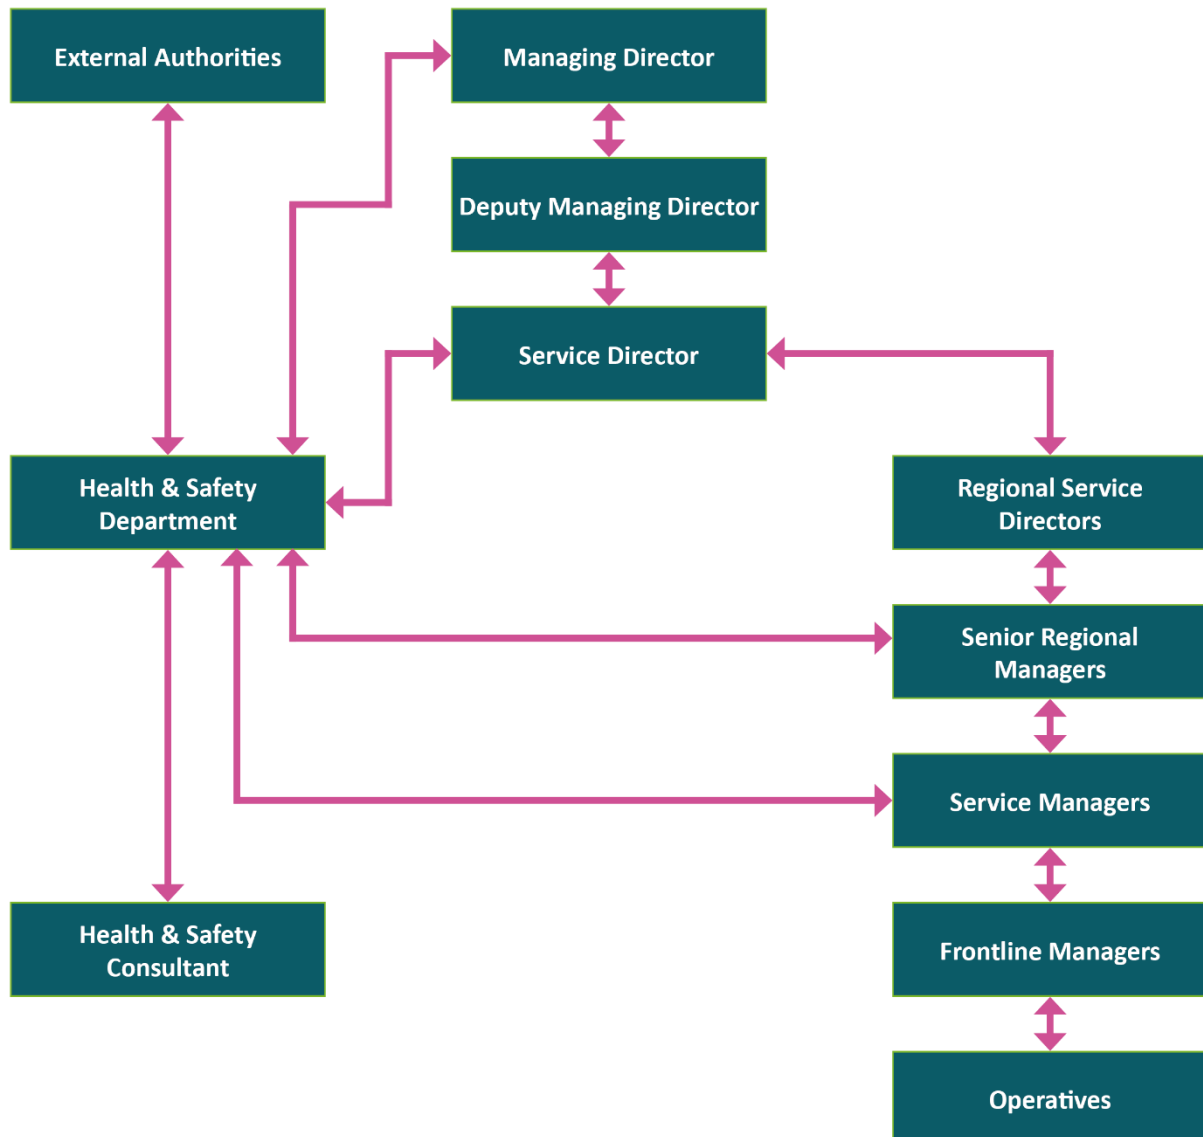 External Authorities
Managing Director
Deputy Managing Director
Service Director
Health & Safety
Department
Regional Service
Directors
Senior Regional
Managers
Service Managers
Health & Safety
Consultant
Frontline Managers
Operatives